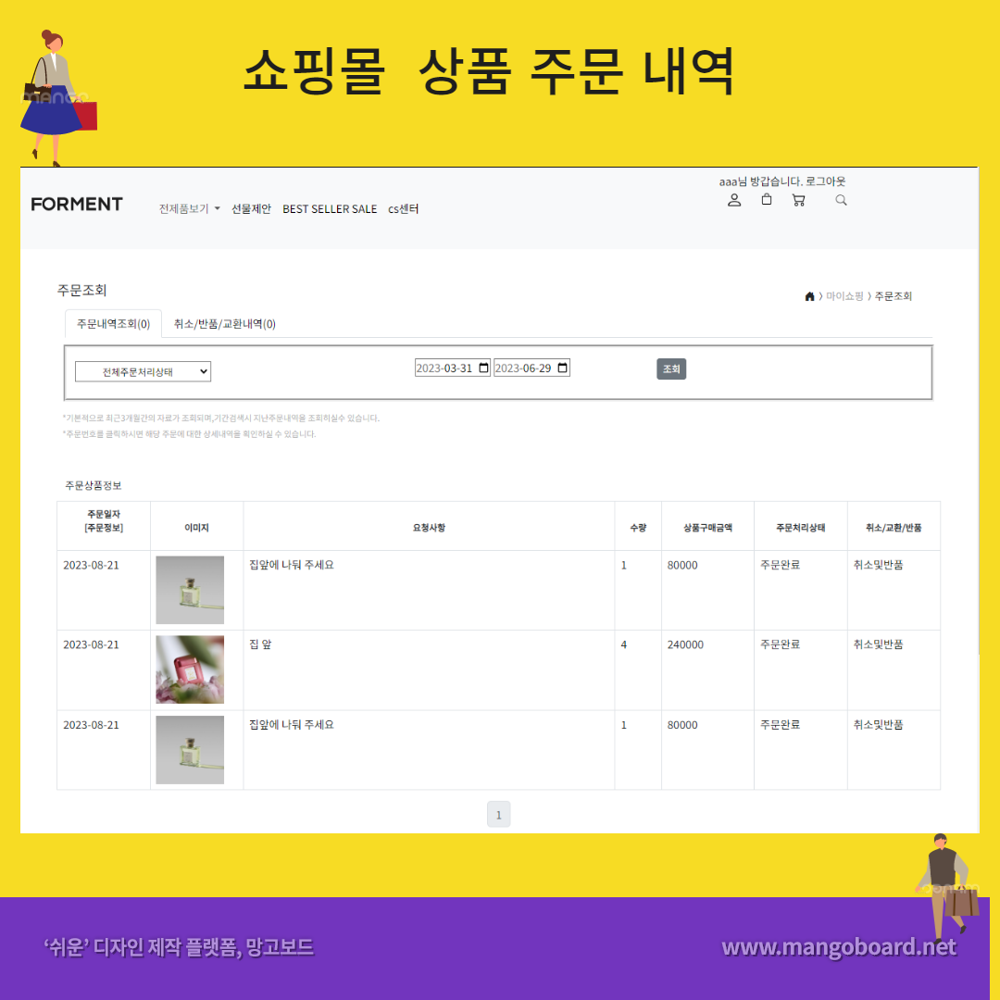 쇼핑몰 상품 주문 내역
MANGO
aaa님 방갑습니다. 로그아웃
FORMENT
전제품보기 선물제안 BEST SELLER SALE cs센터
주문조회
마이쇼핑 주문조회
주문내역조회(0) 취소/반품/교환내역(0)
전체주문처리상태 2023-03-31 2023-06-29 조회
*기본적으로 최근3개월간의 자료가 조회되며,기간검색시 지난주문내역을 조회히실수 있습니다.
*주문번호를 클릭하시면 해당 주문에 대한 상세내역을 확인하실 수 있습니다.
주문상품정보
주문일자
[주문정보] 이미지 요청사항 수량 상품구매금액 주문처리상태 취소/교환/반품
2023-08-21 집앞에 나둬 주세요 1 80000 주문완료 취소및반품
2023-08-21 집 앞 4 240000 주문완료 취소및반품
2023-08-21 집앞에 나둬 주세요 1 80000 주문완료 취소및반품
1
‘쉬운’ 디자인 제작 플랫폼, 망고보드
www.mangoboard.net